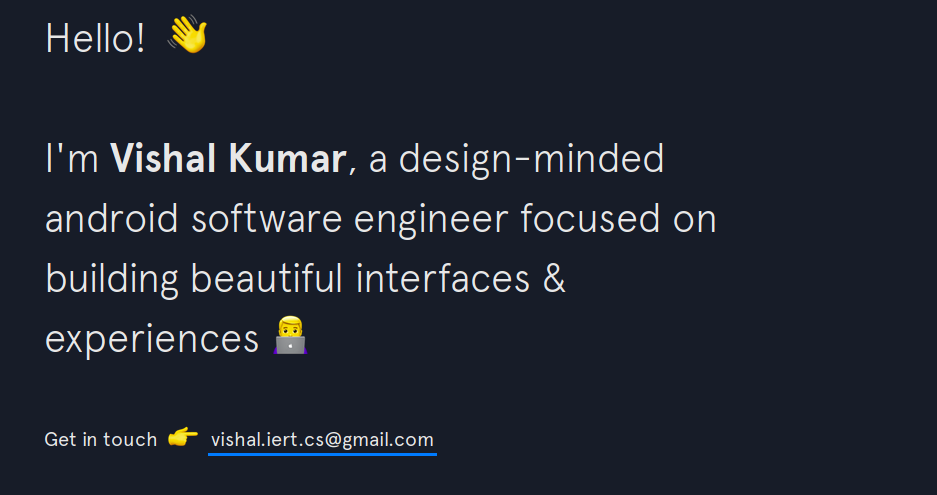 Hello! 👋
I'm Vishal Kumar, a design-minded
android software engineer focused on
building beautiful interfaces &
experiences 👨‍💻
Get in touch 👉 vishal.iert.cs@gmail.com